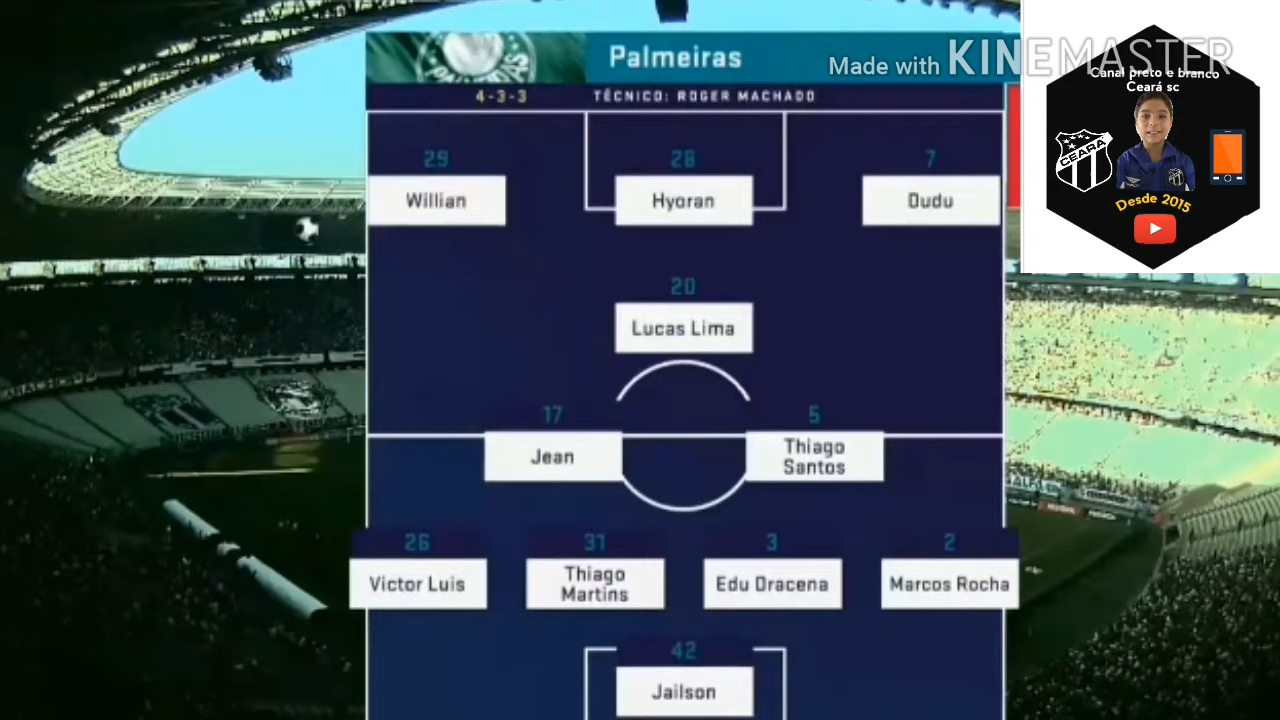 Palmeiras
Made with KINEMASTER
4-3-3 TÉCNICO: ROGER MACHADO
Canal preto e branco
Ceará sc
CEARÁ
Desde 2015
29
Willian
28
Hyoran
7
Dudu
20
Lucas Lima
17
Jean
5
Thiago
Santos
26
Victor Luis
31
Thiago
Martins
3
Edu Dracena
2
Marcos Rocha
42
Jailson